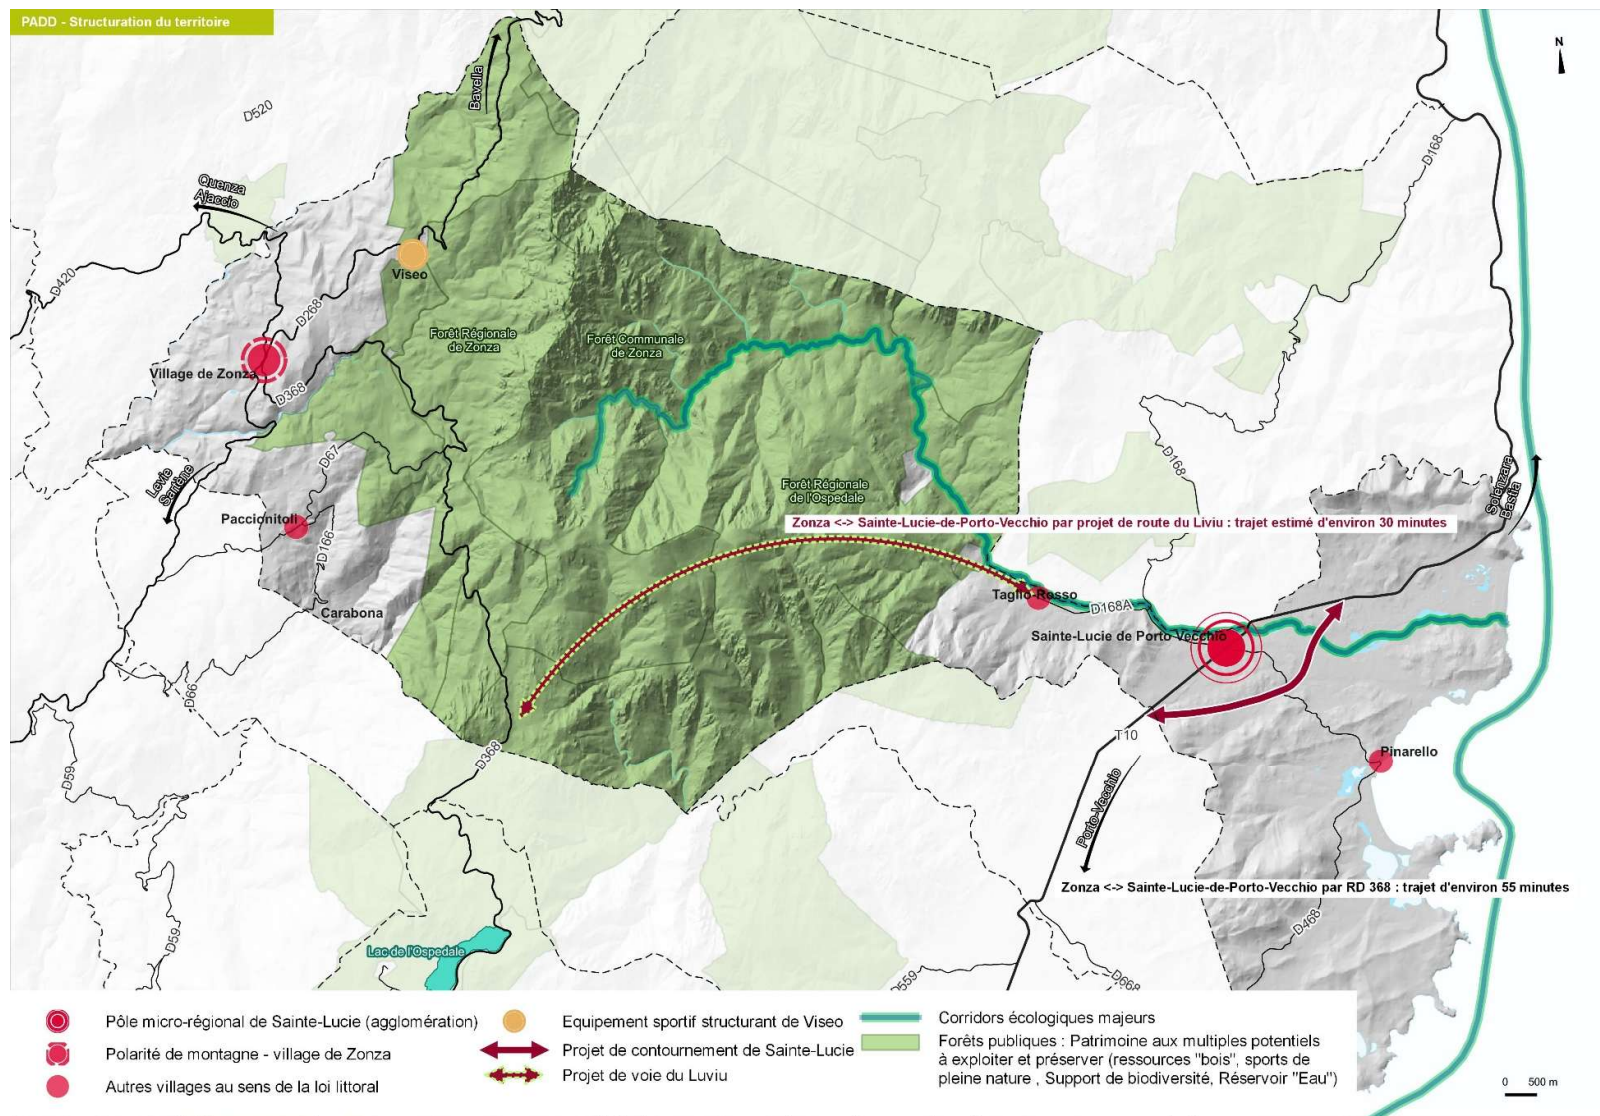 PADD - Structuration du territoire
N
Bavella
D520
D168
Quenza
Ajaccio
D420
Viseo
D268
Forêt Régionale
de Zonza
Forêt Communale
de Zonza
Village de Zonza
D368
D67
D168
Levie
Sartène
Forêt Régionale
de l'Ospedale
Solenzara
Bastia
Paccionitoli
Zonza <-> Sainte-Lucie-de-Porto-Vecchio par projet de route du Liviu : trajet estimé d'environ 30 minutes
D166
Taglio-Rosso
D168A
Carabona
Sainte-Lucie de Porto Vecchio
D66
T10
D368
Pinarello
D59
Porto-Vecchio
Zonza <-> Sainte-Lucie-de-Porto-Vecchio par RD 368 : trajet d'environ 55 minutes
D468
D59
Lac de l'Ospedale
D559
D668
Pôle micro-régional de Sainte-Lucie (agglomération)
Polarité de montagne - village de Zonza
Autres villages au sens de la loi littoral
Equipement sportif structurant de Viseo
Projet de contournement de Sainte-Lucie
Projet de voie du Luviu
Corridors écologiques majeurs
Forêts publiques : Patrimoine aux multiples potentiels
à exploiter et préserver (ressources "bois", sports de
pleine nature , Support de biodiversité, Réservoir "Eau")
0 500 m